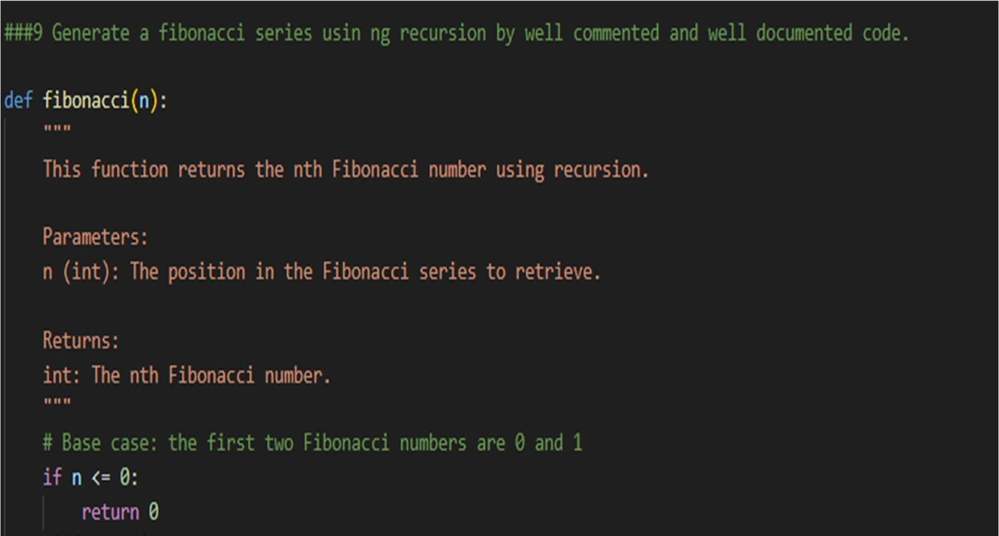 ###9 Generate a fibonacci series usin ng recursion by well commented and well documented code.
def fibonacci(n):
"""
This function returns the nth Fibonacci number using recursion.
Parameters:
n (int): The position in the Fibonacci series to retrieve.
Returns:
int: The nth Fibonacci number.
"""
# Base case: the first two Fibonacci numbers are 0 and 1
if n <= 0:
return 0